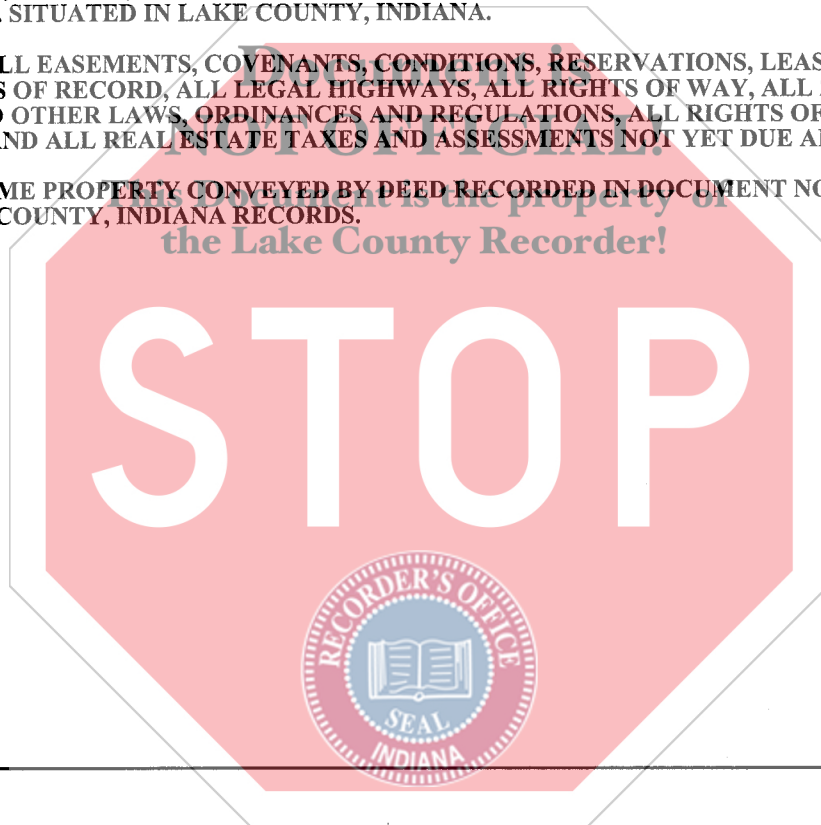 . SITUATED IN LAKE COUNTY, INDIANA.
Document is
LL EASEMENTS, COVENANTS, CONDITIONS, RESERVATIONS, LEAS
S OF RECORD, ALL LEGAL HIGHWAYS, ALL RIGHTS OF WAY, ALL
O OTHER LAWS, ORDINANCES AND REGULATIONS, ALL RIGHTS OF
NOT OFFICIAL!
AND ALL REAL ESTATE TAXES AND ASSESSMENTS NOT YET DUE A
ME PROPERTY CONVEYED BY DEED RECORDED IN DOCUMENT NO
This Document is the property of
COUNTY, INDIANA RECORDS.
the Lake County Recorder!
STOP
RECORDER'S OFFICE
SEAL
INDIANA